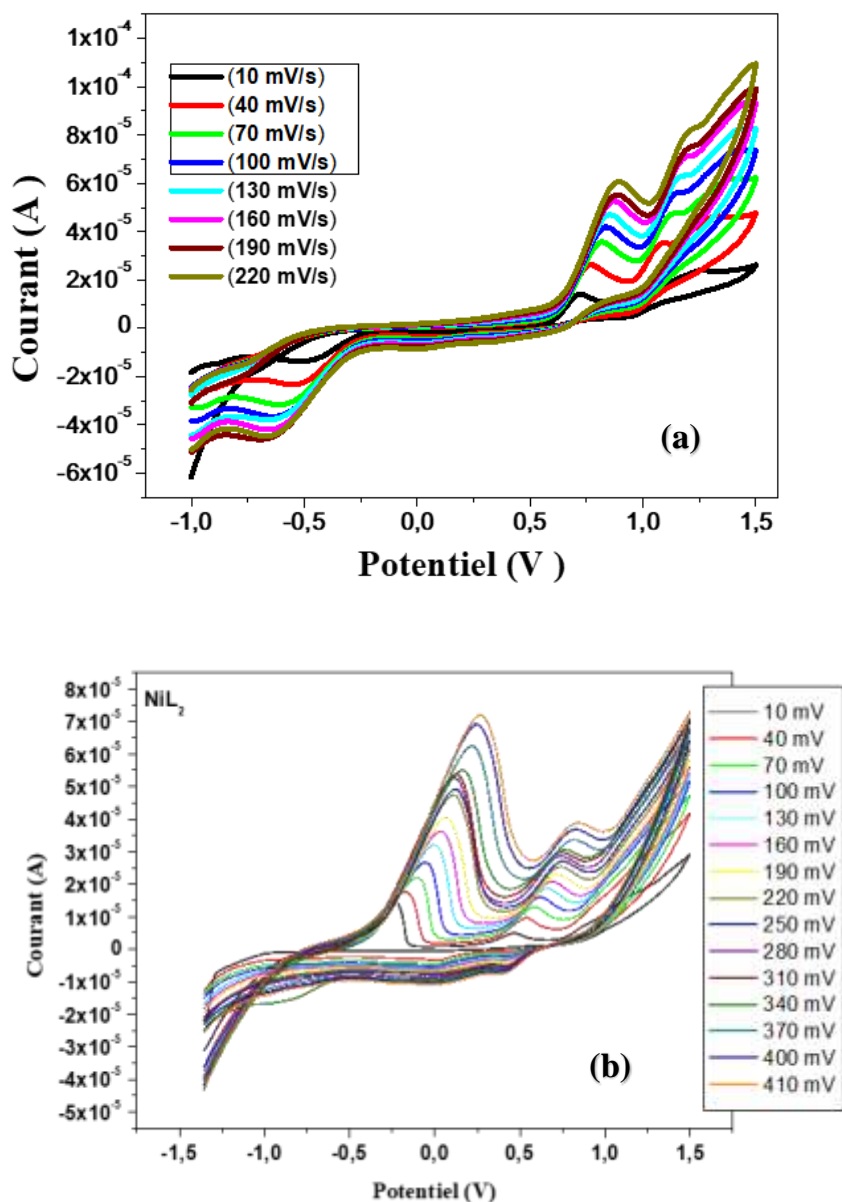 1x10⁻⁴
1x10⁻⁴
8x10⁻⁵
6x10⁻⁵
4x10⁻⁵
2x10⁻⁵
0
-2x10⁻⁵
-4x10⁻⁵
-6x10⁻⁵
Courant (A )
(10 mV/s)
(40 mV/s)
(70 mV/s)
(100 mV/s)
(130 mV/s)
(160 mV/s)
(190 mV/s)
(220 mV/s)
(a)
-1,0 -0,5 0,0 0,5 1,0 1,5
Potentiel (V )
8x10⁻⁵
7x10⁻⁵
6x10⁻⁵
5x10⁻⁵
4x10⁻⁵
3x10⁻⁵
2x10⁻⁵
1x10⁻⁵
0
-1x10⁻⁵
-2x10⁻⁵
-3x10⁻⁵
-4x10⁻⁵
-5x10⁻⁵
Courant (A)
NiL₂
10 mV
40 mV
70 mV
100 mV
130 mV
160 mV
190 mV
220 mV
250 mV
280 mV
310 mV
340 mV
370 mV
400 mV
410 mV
(b)
-1,5 -1,0 -0,5 0,0 0,5 1,0 1,5
Potentiel (V)